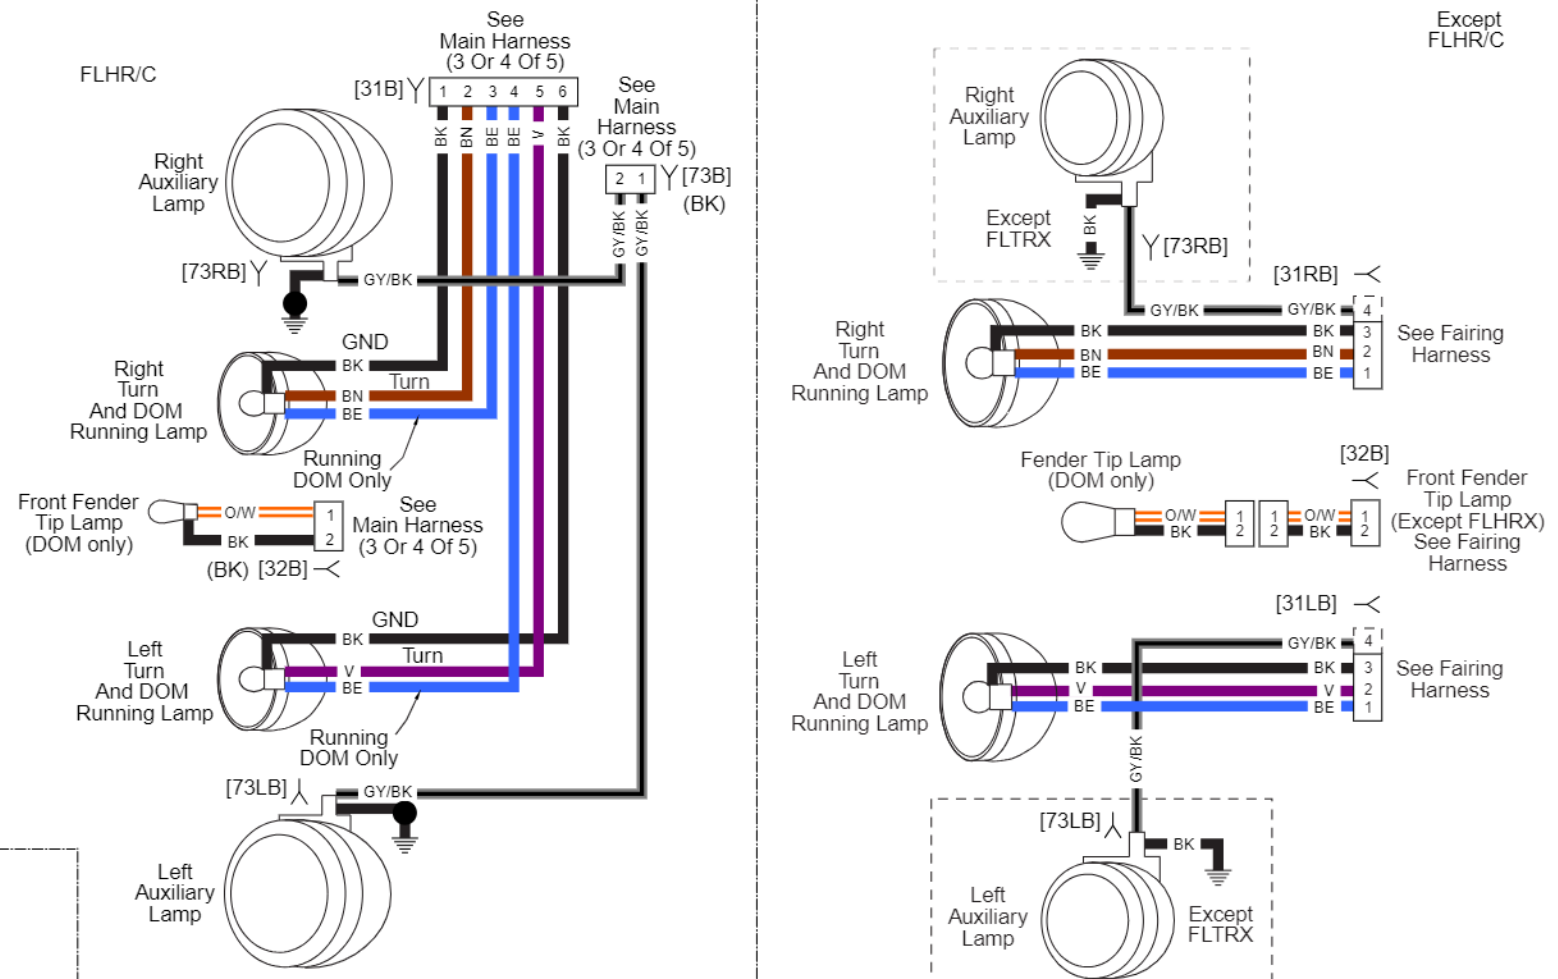 FLHR/C
See
Main Harness
(3 Or 4 Of 5)
[31B]
1 2 3 4 5 6
BK BN BE BE V BK
See
Main
Harness
(3 Or 4 Of 5)
2 1
[73B]
(BK)
GY/BK GY/BK
Right
Auxiliary
Lamp
[73RB]
GY/BK
GND
BK
Turn
BN
BE
Right
Turn
And DOM
Running Lamp
Running
DOM Only
Front Fender
Tip Lamp
(DOM only)
O/W
BK
1
2
See
Main Harness
(3 Or 4 Of 5)
(BK) [32B]
GND
BK
Turn
V
BE
Left
Turn
And DOM
Running Lamp
Running
DOM Only
[73LB]
GY/BK
Left
Auxiliary
Lamp
Except
FLHR/C
Right
Auxiliary
Lamp
Except
FLTRX
BK
[73RB]
[31RB]
GY/BK GY/BK 4
BK BK 3
BN BN 2
BE BE 1
See Fairing
Harness
Right
Turn
And DOM
Running Lamp
Fender Tip Lamp
(DOM only)
[32B]
O/W 1 1 O/W 1
BK 2 2 BK 2
Front Fender
Tip Lamp
(Except FLHRX)
See Fairing
Harness
[31LB]
GY/BK 4
BK BK 3
V V 2
BE BE 1
See Fairing
Harness
Left
Turn
And DOM
Running Lamp
GY/BK
[73LB]
BK
Left
Auxiliary
Lamp
Except
FLTRX